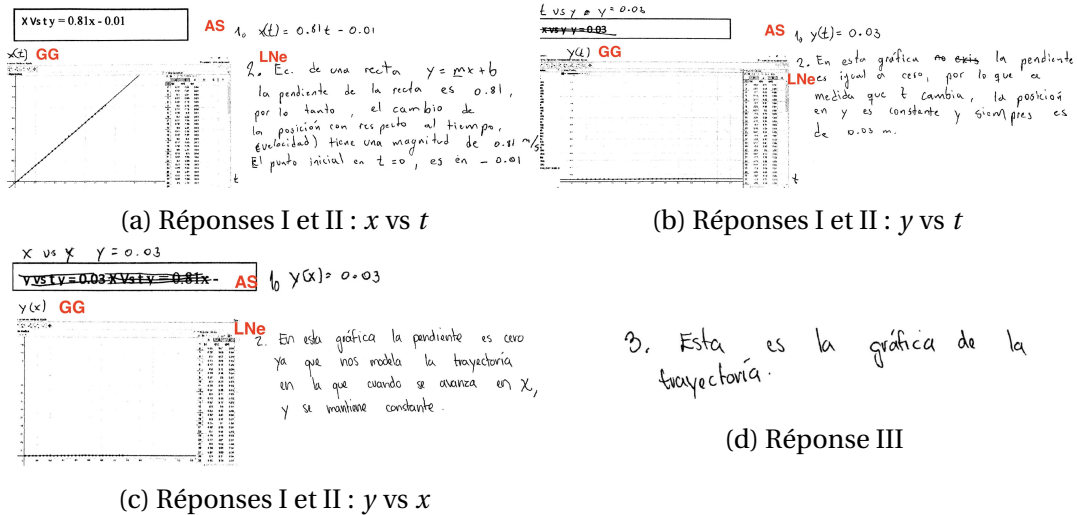 X Vs t y = 0.81x - 0.01
AS 1. x(t) = 0.81t - 0.01
x(t) GG
LNe
2. Ec. de una recta y = mx + b
la pendiente de la recta es 0.81,
por lo tanto, el cambio de
la posición con respecto al tiempo,
(velocidad) tiene una magnitud de 0.81 m/s
El punto inicial en t = 0, es en - 0.01
t
(a) Réponses I et II : x vs t
t vs y y = 0.03
x vs y y = 0.03
AS 1. y(t) = 0.03
y(t) GG
LNe
2. En esta gráfica no exis la pendiente
es igual a cero, por lo que a
medida que t cambia, la posición
en y es constante y siempres es
de 0.03 m.
t
(b) Réponses I et II : y vs t
x vs y y = 0.03
y vs t y = 0.03 X Vs t y = 0.81x -
AS 1. y(x) = 0.03
y(x) GG
LNe
2. En esta gráfica la pendiente es cero
ya que nos modela la trayectoria
en la que cuando se avanza en x,
y se mantiene constante.
(c) Réponses I et II : y vs x
3. Esta es la gráfica de la
trayectoria.
(d) Réponse III